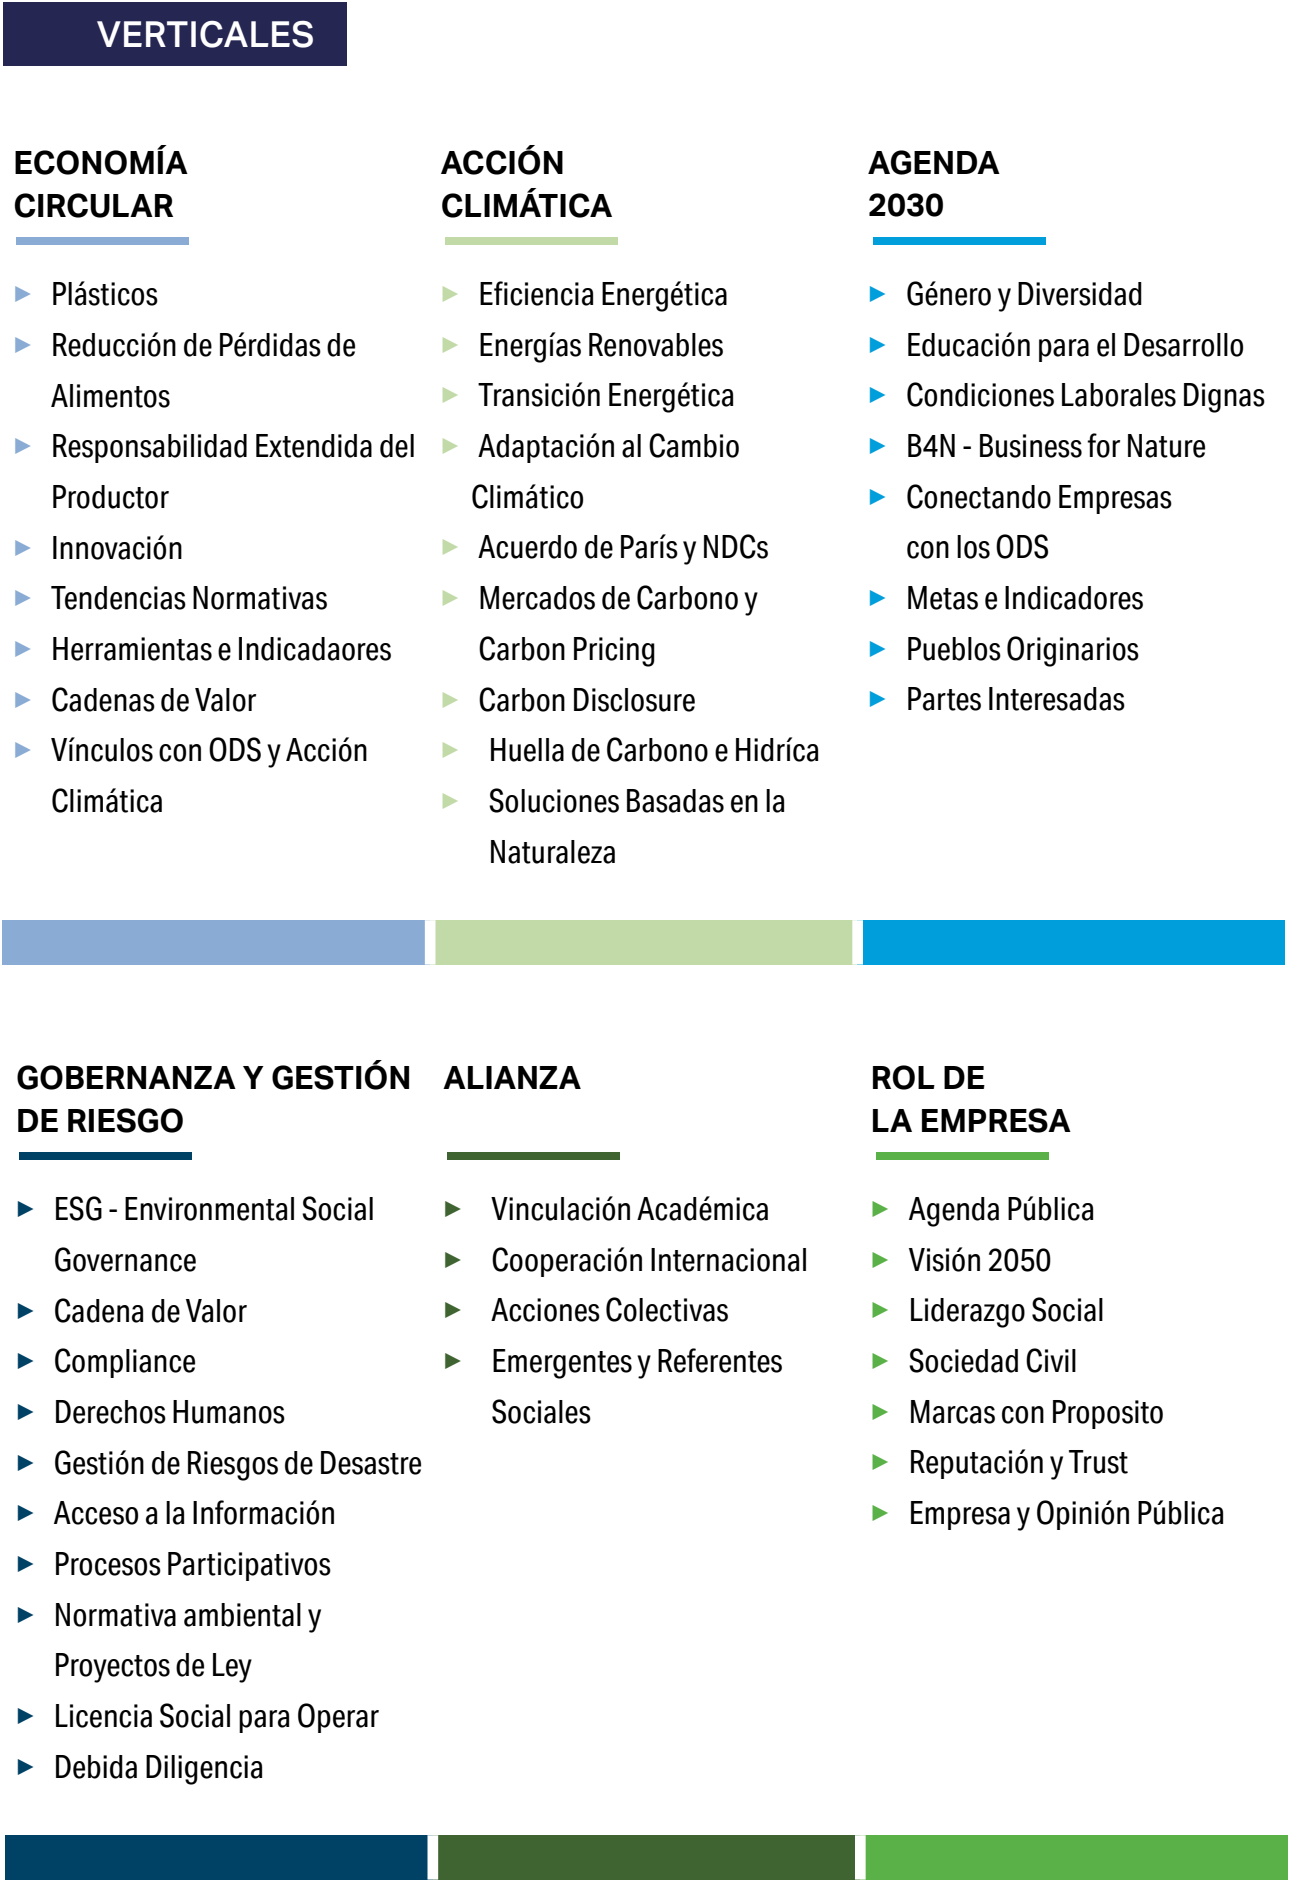 VERTICALES
ECONOMÍA
CIRCULAR
Plásticos
Reducción de Pérdidas de
Alimentos
Responsabilidad Extendida del
Productor
Innovación
Tendencias Normativas
Herramientas e Indicadaores
Cadenas de Valor
Vínculos con ODS y Acción
Climática
ACCIÓN
CLIMÁTICA
Eficiencia Energética
Energías Renovables
Transición Energética
Adaptación al Cambio
Climático
Acuerdo de París y NDCs
Mercados de Carbono y
Carbon Pricing
Carbon Disclosure
Huella de Carbono e Hidríca
Soluciones Basadas en la
Naturaleza
AGENDA
2030
Género y Diversidad
Educación para el Desarrollo
Condiciones Laborales Dignas
B4N - Business for Nature
Conectando Empresas
con los ODS
Metas e Indicadores
Pueblos Originarios
Partes Interesadas
GOBERNANZA Y GESTIÓN
DE RIESGO
ESG - Environmental Social
Governance
Cadena de Valor
Compliance
Derechos Humanos
Gestión de Riesgos de Desastre
Acceso a la Información
Procesos Participativos
Normativa ambiental y
Proyectos de Ley
Licencia Social para Operar
Debida Diligencia
ALIANZA
Vinculación Académica
Cooperación Internacional
Acciones Colectivas
Emergentes y Referentes
Sociales
ROL DE
LA EMPRESA
Agenda Pública
Visión 2050
Liderazgo Social
Sociedad Civil
Marcas con Proposito
Reputación y Trust
Empresa y Opinión Pública